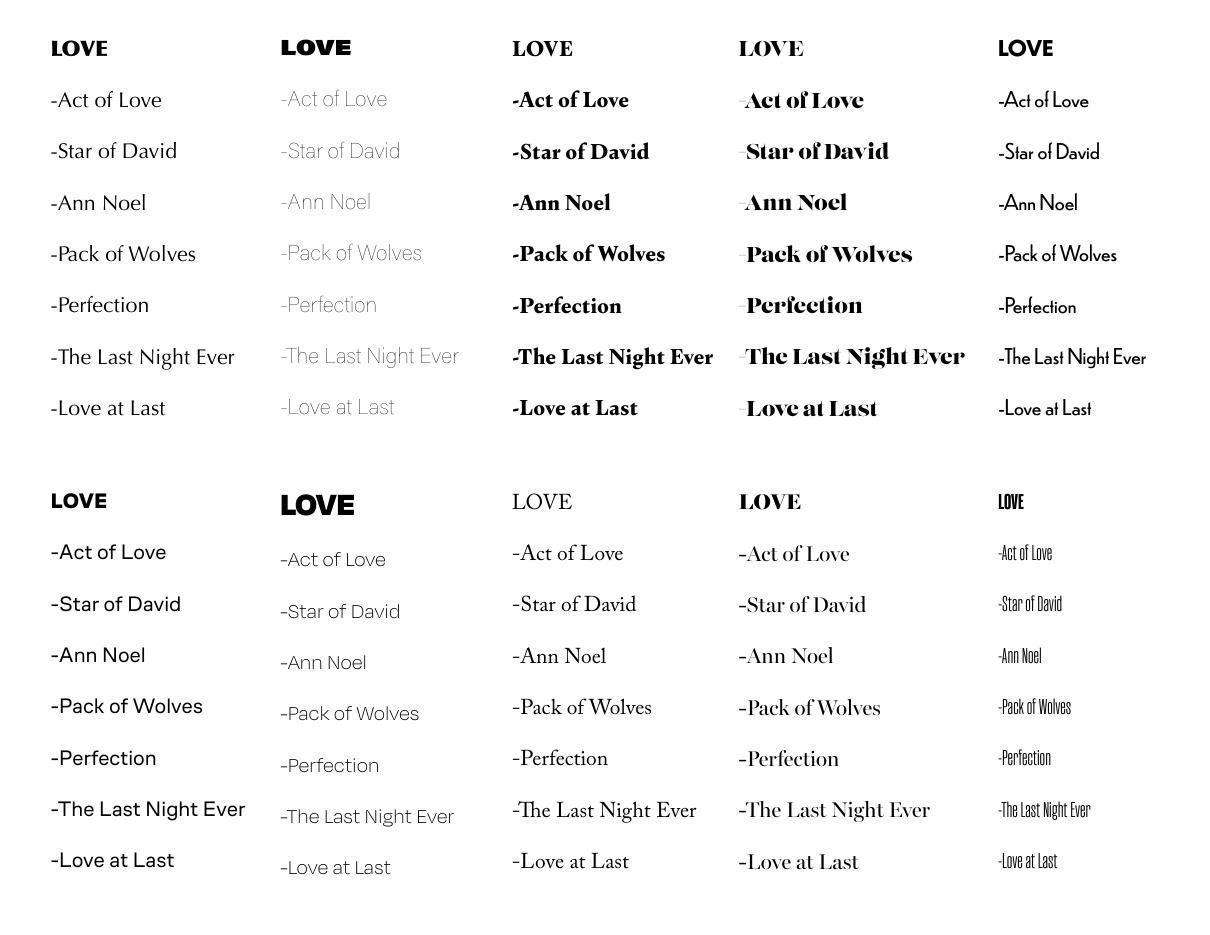 LOVE
-Act of Love
-Star of David
-Ann Noel
-Pack of Wolves
-Perfection
-The Last Night Ever
-Love at Last
LOVE
-Act of Love
-Star of David
-Ann Noel
-Pack of Wolves
-Perfection
-The Last Night Ever
-Love at Last
LOVE
-Act of Love
-Star of David
-Ann Noel
-Pack of Wolves
-Perfection
-The Last Night Ever
-Love at Last
LOVE
-Act of Love
-Star of David
-Ann Noel
-Pack of Wolves
-Perfection
-The Last Night Ever
-Love at Last
LOVE
-Act of Love
-Star of David
-Ann Noel
-Pack of Wolves
-Perfection
-The Last Night Ever
-Love at Last
LOVE
-Act of Love
-Star of David
-Ann Noel
-Pack of Wolves
-Perfection
-The Last Night Ever
-Love at Last
LOVE
-Act of Love
-Star of David
-Ann Noel
-Pack of Wolves
-Perfection
-The Last Night Ever
-Love at Last
LOVE
-Act of Love
-Star of David
-Ann Noel
-Pack of Wolves
-Perfection
-The Last Night Ever
-Love at Last
LOVE
-Act of Love
-Star of David
-Ann Noel
-Pack of Wolves
-Perfection
-The Last Night Ever
-Love at Last
LOVE
-Act of Love
-Star of David
-Ann Noel
-Pack of Wolves
-Perfection
-The Last Night Ever
-Love at Last